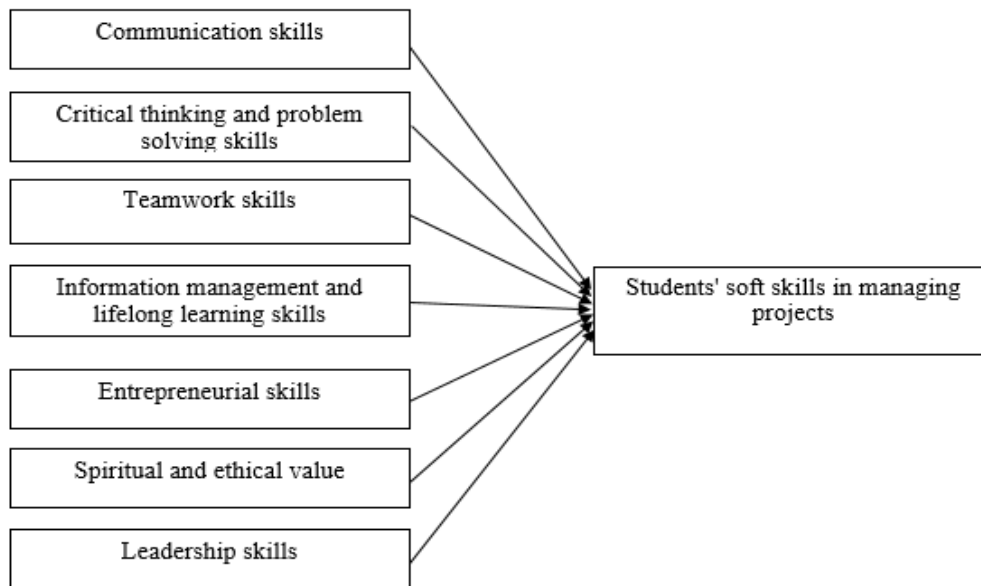 Communication skills
Critical thinking and problem
solving skills
Teamwork skills
Information management and
lifelong learning skills
Entrepreneurial skills
Spiritual and ethical value
Leadership skills
Students' soft skills in managing
projects